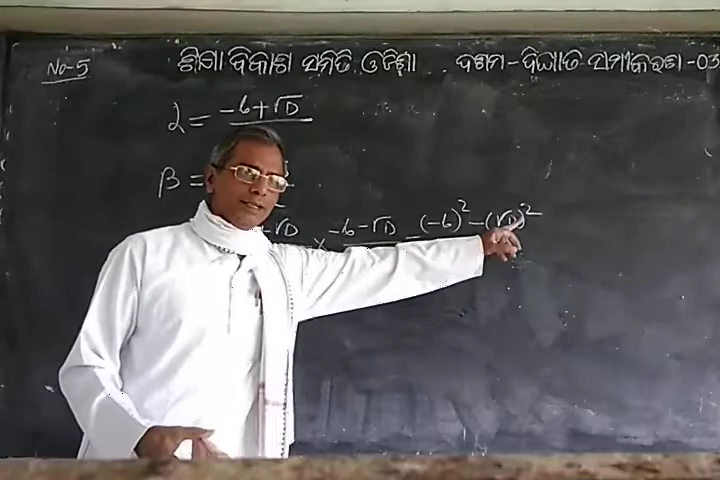 No-5 ଶିକ୍ଷା ବିକାଶ ସମିତି ଓଡ଼ିଶା ଦଶମ-ଦ୍ୱିଘାତ ସମୀକରଣ-03
α = -b+√D
β =
-√D × -b-√D = (-b)² - (√D)²